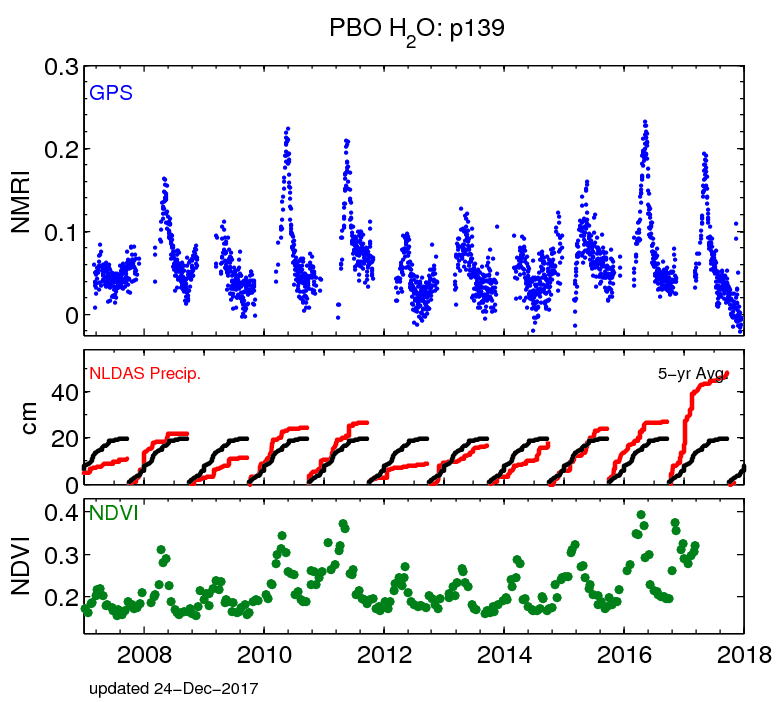 PBO H2O: p139
0.3
GPS
0.2
NMRI
0.1
0
NLDAS Precip.
5−yr Avg
40
cm
20
0
0.4
NDVI
0.3
NDVI
0.2
2008 2010 2012 2014 2016 2018
updated 24−Dec−2017